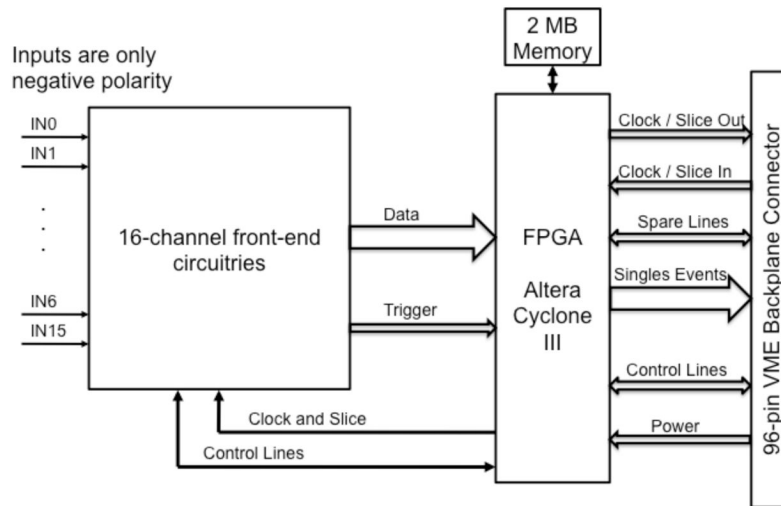 2 MB
Memory
Inputs are only
negative polarity
IN0
IN1
.
.
.
IN6
IN15
16-channel front-end
circuitries
Data
Trigger
Clock and Slice
Control Lines
FPGA
Altera
Cyclone
III
Clock / Slice Out
Clock / Slice In
Spare Lines
Singles Events
Control Lines
Power
96-pin VME Backplane Connector